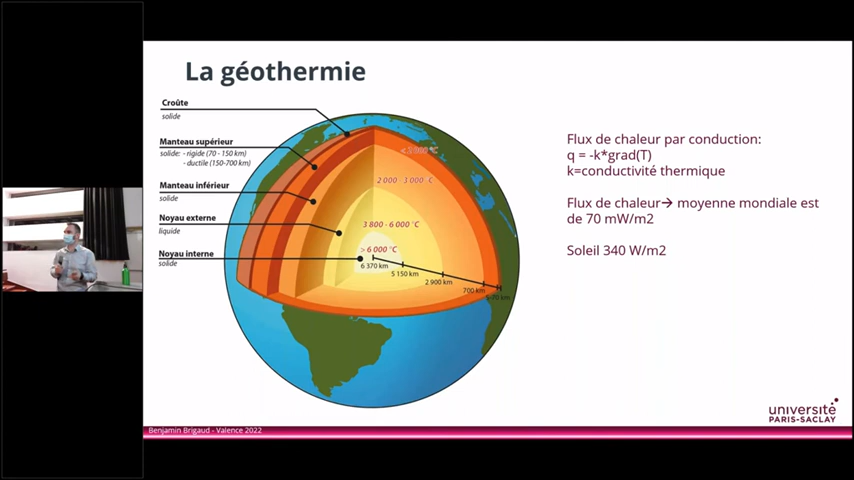 La géothermie
Croûte
solide
Manteau supérieur
solide: - rigide (70 - 150 km)
- ductile (150-700 km)
Manteau inférieur
solide
Noyau externe
liquide
Noyau interne
solide
2 000 - 3 000 °C
3 800 - 6 000 °C
> 6 000 °C
6 370 km
5 150 km
2 900 km
700 km
Flux de chaleur par conduction:
q = -k*grad(T)
k=conductivité thermique
Flux de chaleur→ moyenne mondiale est
de 70 mW/m2
Soleil 340 W/m2
université
PARIS-SACLAY
Benjamin Brigaud - Valence 2022